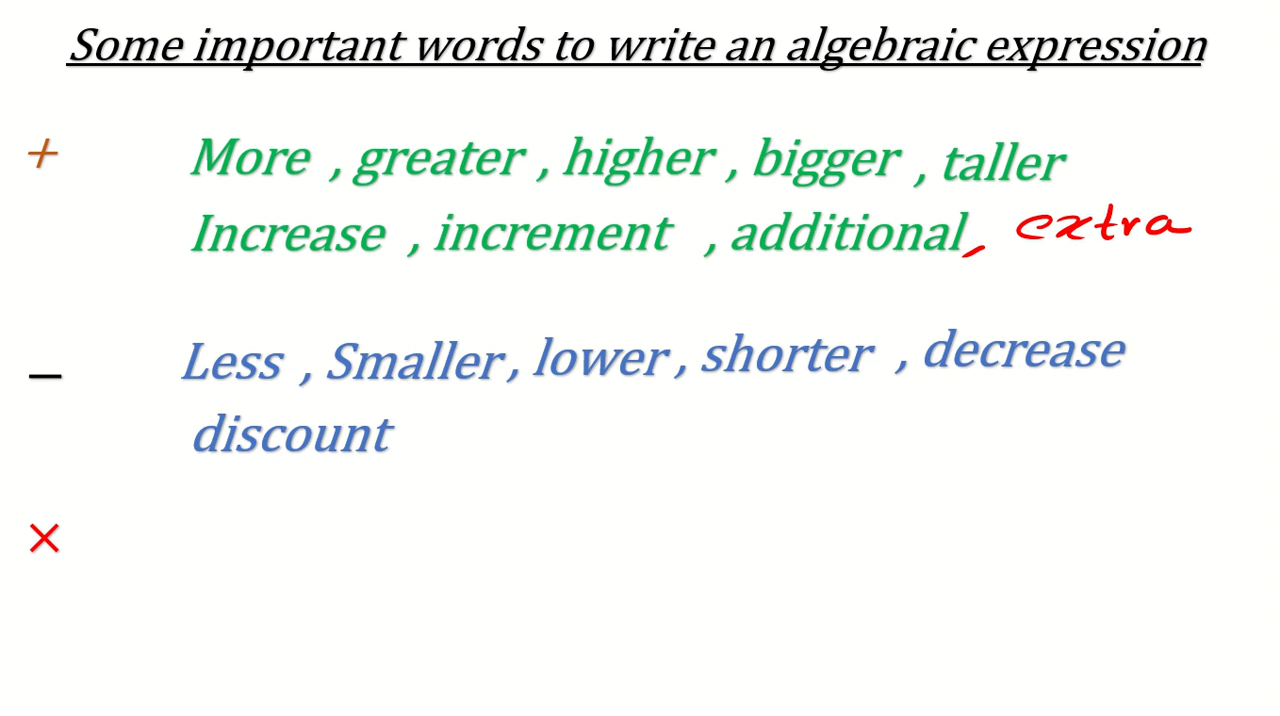 Some important words to write an algebraic expression
+ More , greater , higher , bigger , taller
Increase , increment , additional, extra
− Less , Smaller , lower , shorter , decrease
discount
×